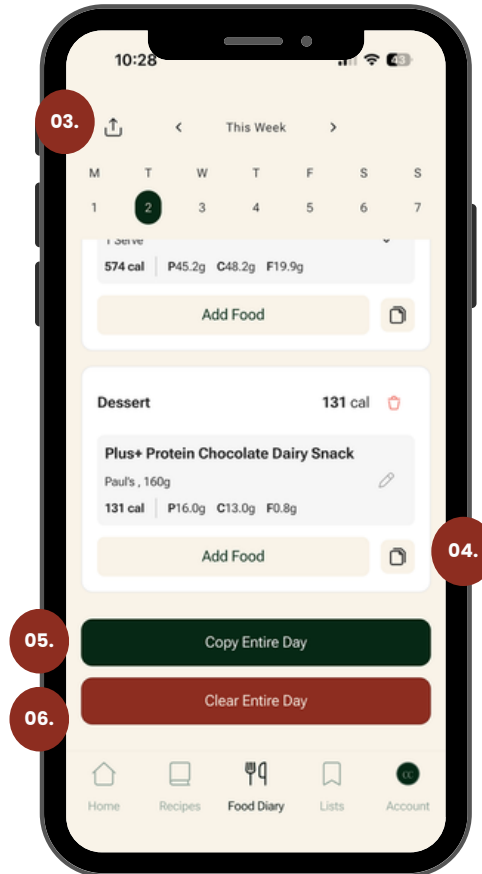 10:28 43
03.
This Week
M T W T F S S
1 2 3 4 5 6 7
1 Serve
574 cal P45.2g C48.2g F19.9g
Add Food
Dessert 131 cal
Plus+ Protein Chocolate Dairy Snack
Paul's , 160g
131 cal P16.0g C13.0g F0.8g
Add Food
04.
05.
Copy Entire Day
Clear Entire Day
06.
CC
Home Recipes Food Diary Lists Account